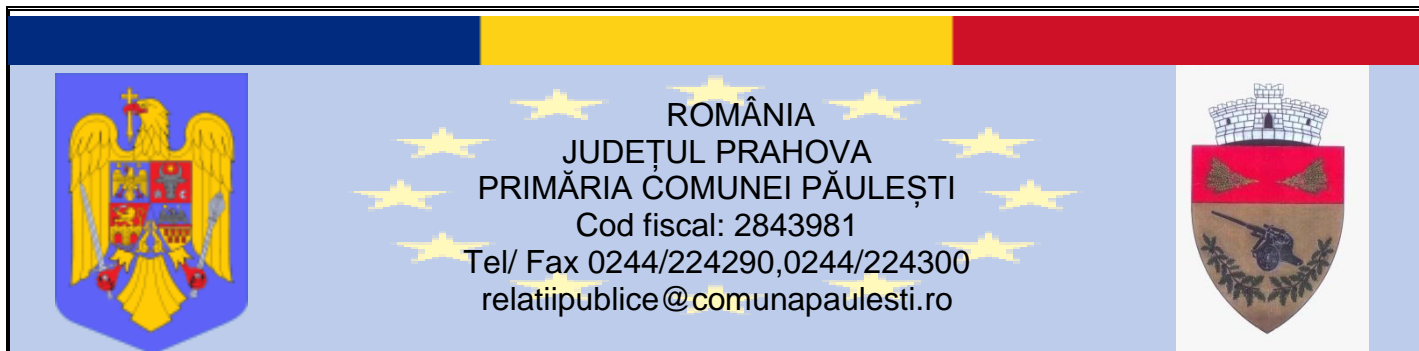 ROMÂNIA
JUDEȚUL PRAHOVA
PRIMĂRIA COMUNEI PĂULEȘTI
Cod fiscal: 2843981
Tel/ Fax 0244/224290,0244/224300
relatiipublice@comunapaulesti.ro